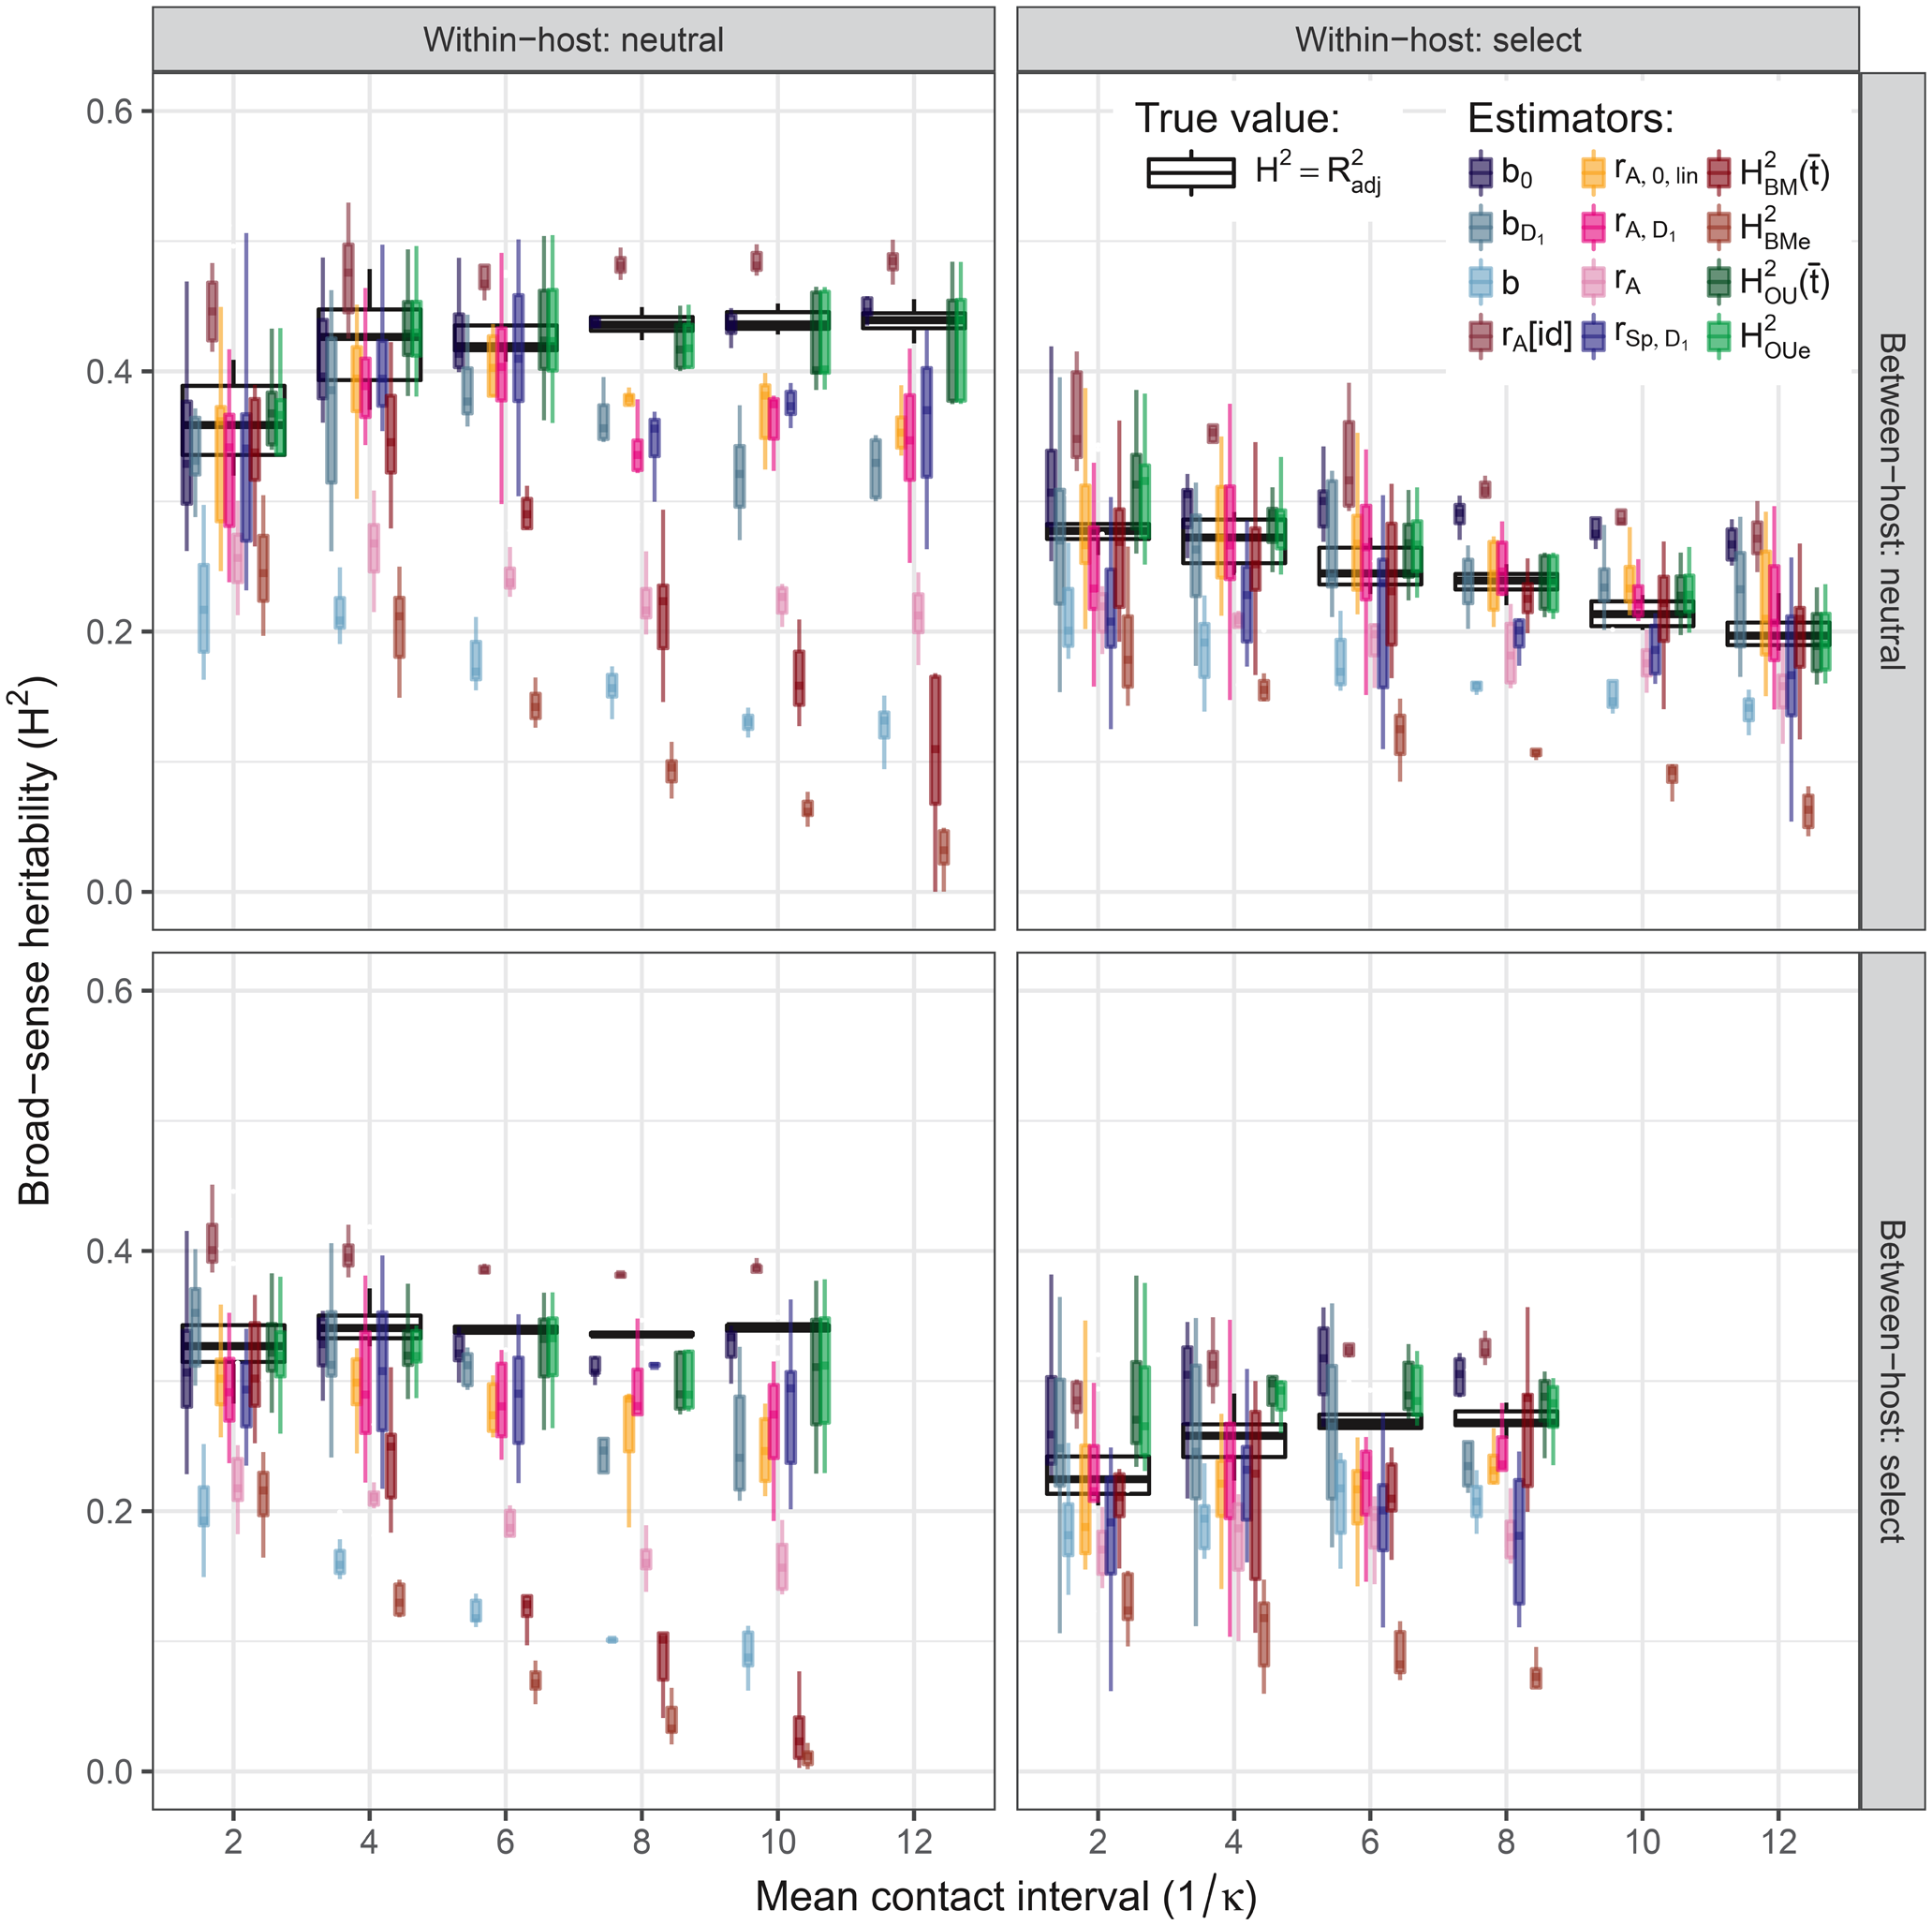 Within−host: neutral
Within−host: select
True value:
H² = R²adj
Estimators:
b₀ rA, 0, lin H²BM(t̄)
bD₁ rA, D₁ H²BMe
b rA H²OU(t̄)
rA[id] rSp, D₁ H²OUe
Between−host: neutral
Between−host: select
Broad−sense heritability (H²)
0.6
0.4
0.2
0.0
0.6
0.4
0.2
0.0
2 4 6 8 10 12
2 4 6 8 10 12
Mean contact interval (1/κ)